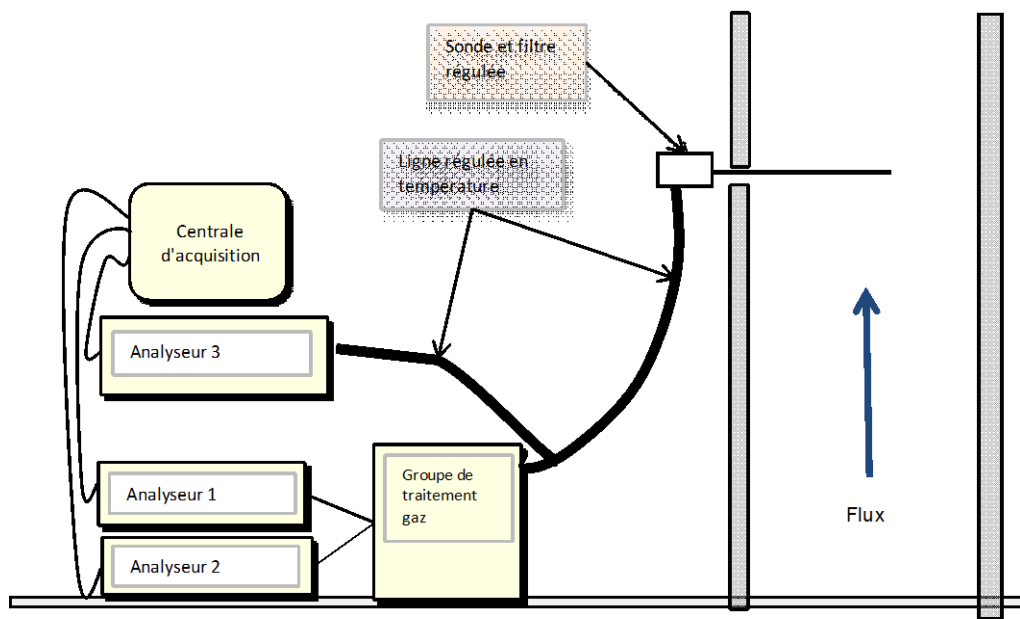 Sonde et filtre
régulée
Ligne régulée en
température
Centrale
d'acquisition
Analyseur 3
Analyseur 1
Analyseur 2
Groupe de
traitement
gaz
Flux